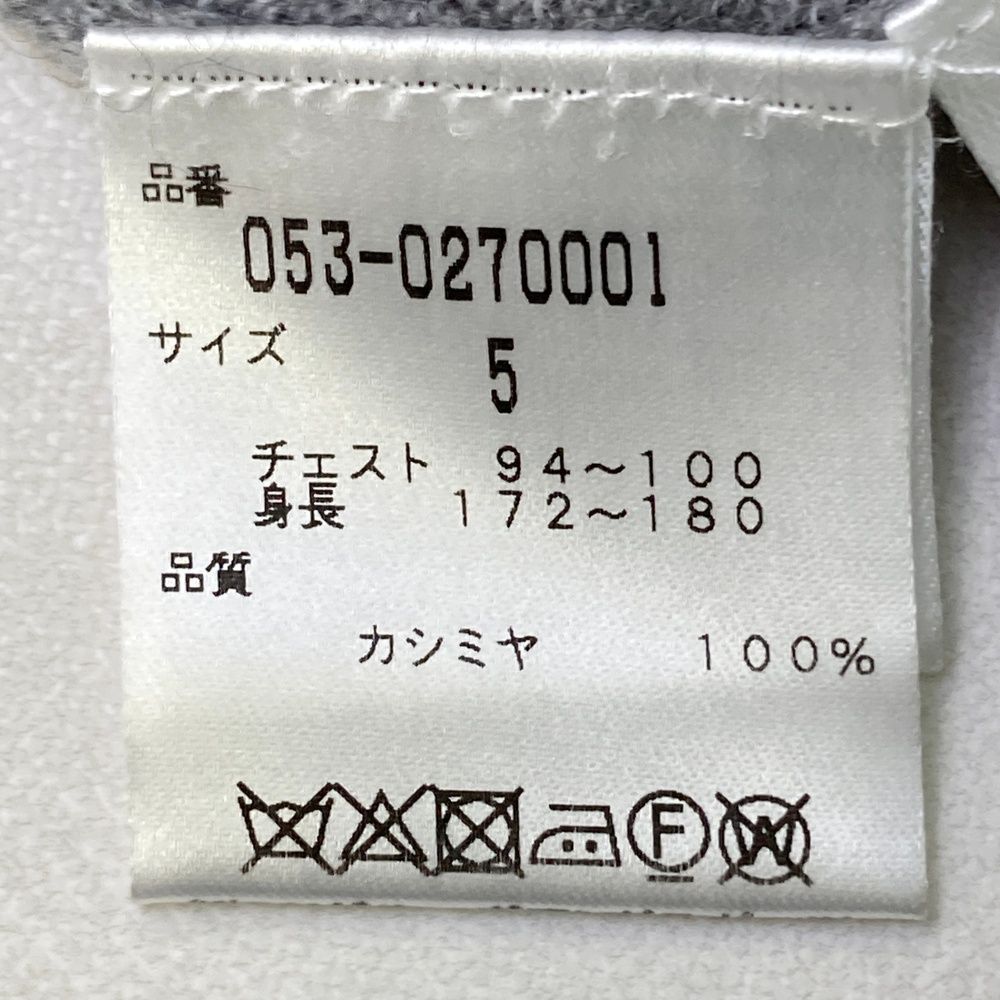 品番
053-0270001
サイズ
5
チェスト 94～100
身長 172～180
品質
カシミヤ 100%
F W